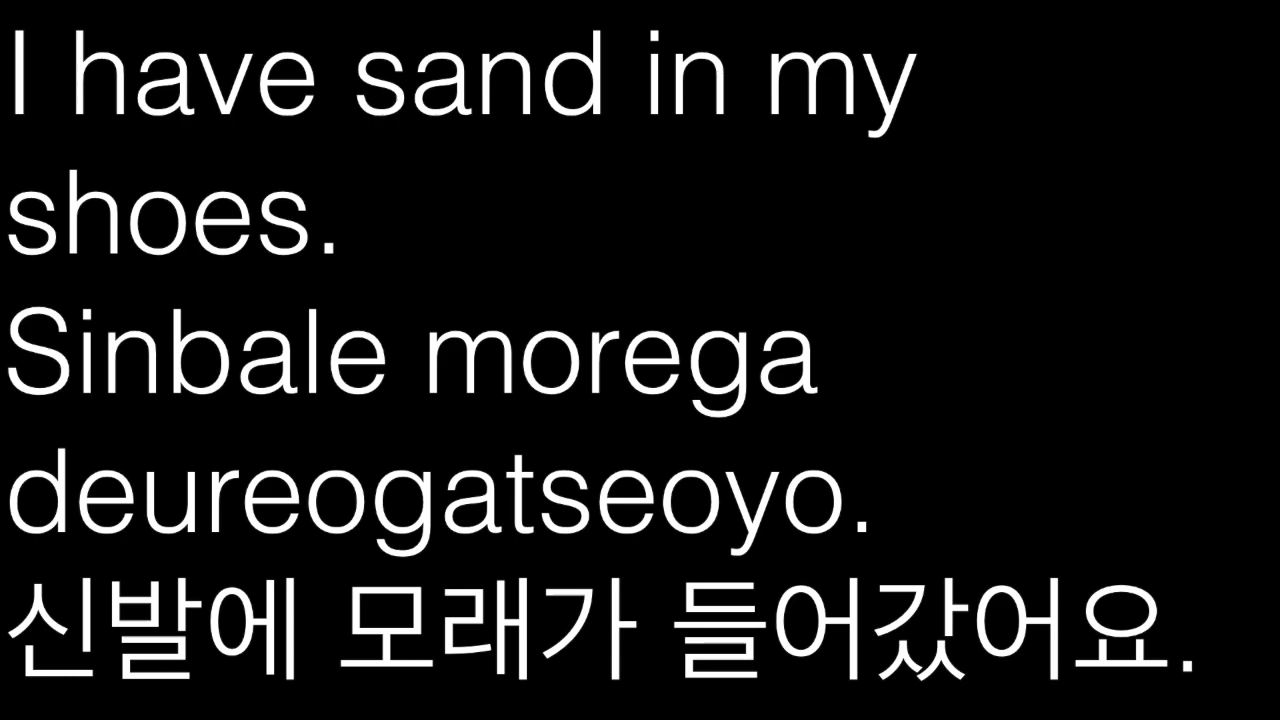 I have sand in my
shoes.
Sinbale morega
deureogatseoyo.
신발에 모래가 들어갔어요.